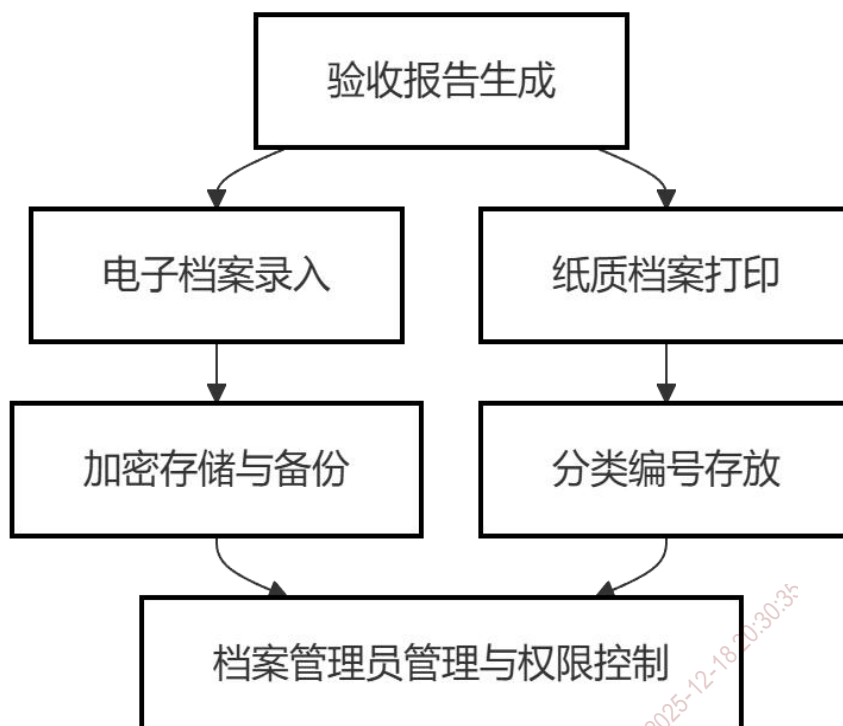 验收报告生成
电子档案录入
纸质档案打印
加密存储与备份
分类编号存放
档案管理员管理与权限控制
2025-12-18 20:30:35